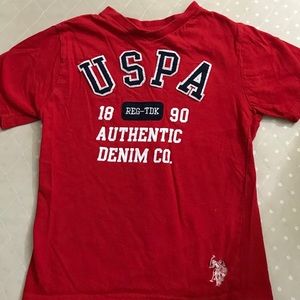 USPA
18 REG-TDK 90
AUTHENTIC
DENIM CO.